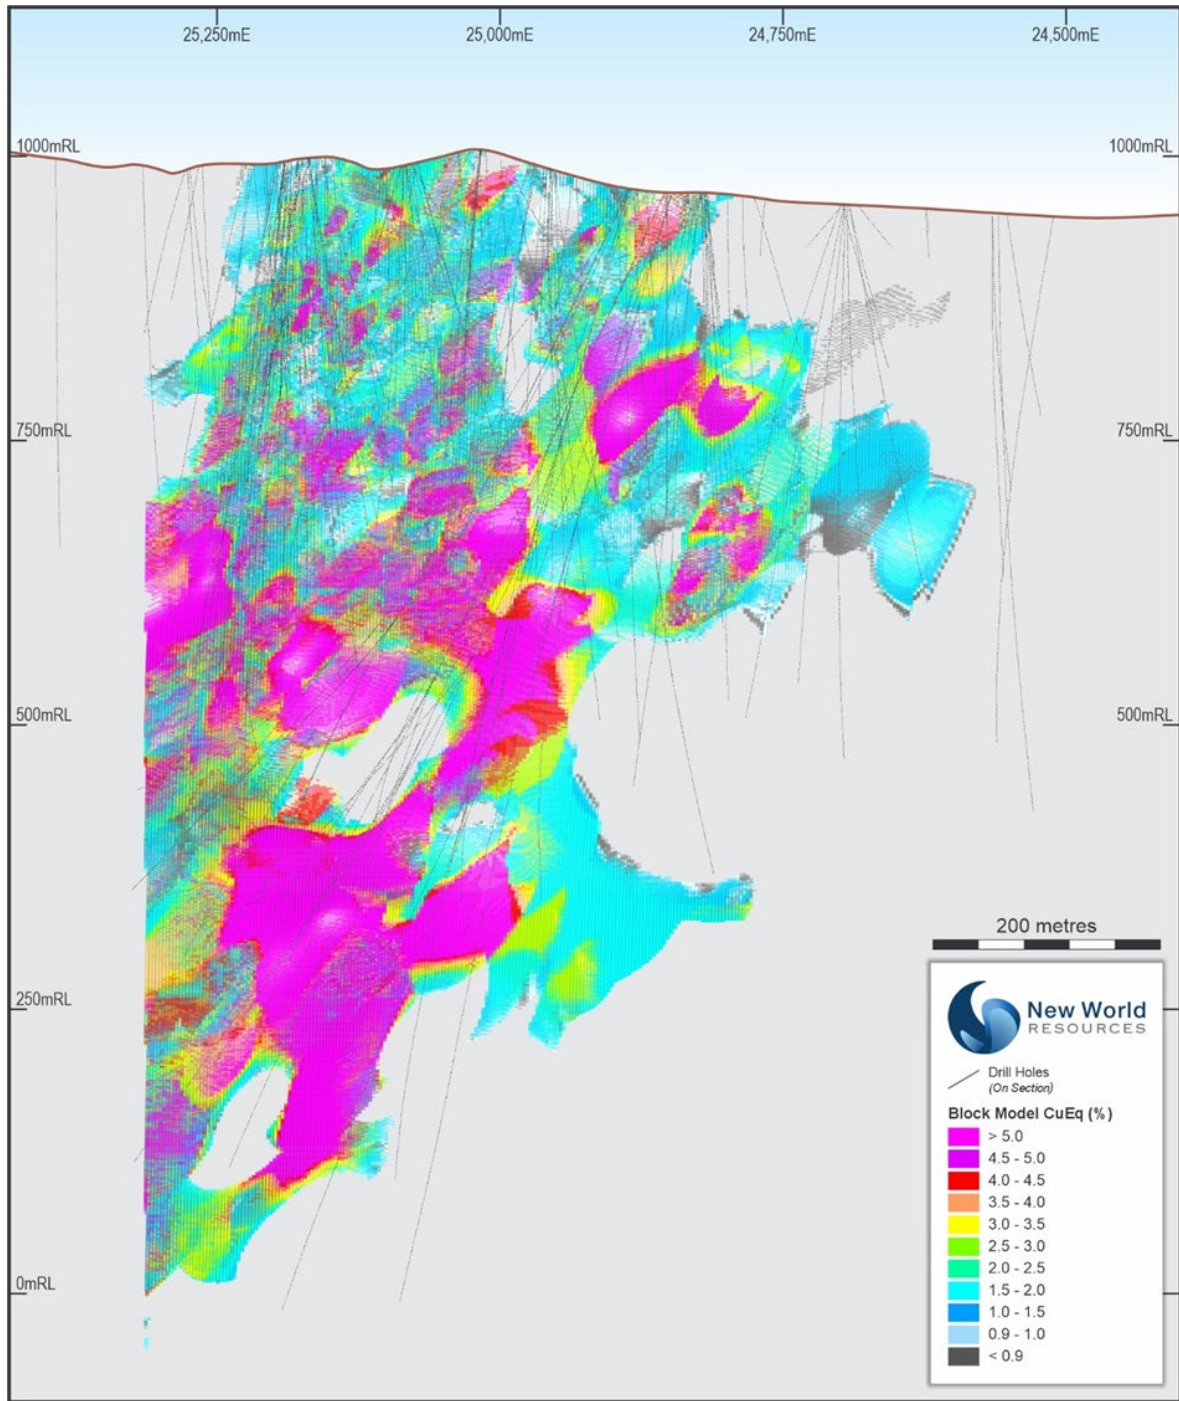 25,250mE
25,000mE
24,750mE
24,500mE
1000mRL
1000mRL
750mRL
750mRL
500mRL
500mRL
250mRL
0mRL
200 metres
New World
RESOURCES
Drill Holes
(On Section)
Block Model CuEq (%)
> 5.0
4.5 - 5.0
4.0 - 4.5
3.5 - 4.0
3.0 - 3.5
2.5 - 3.0
2.0 - 2.5
1.5 - 2.0
1.0 - 1.5
0.9 - 1.0
< 0.9